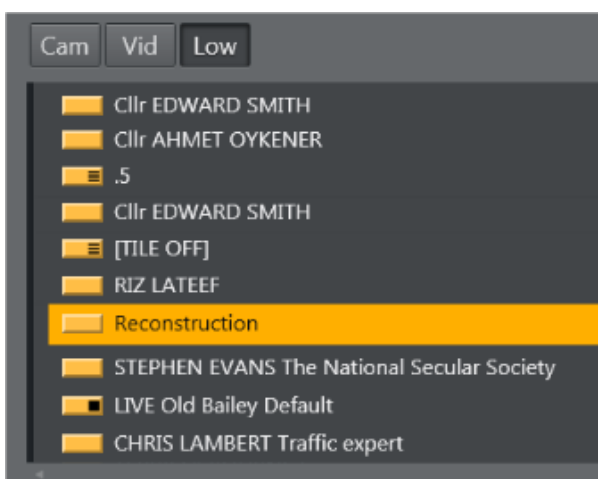 Cam Vid Low
Cllr EDWARD SMITH
Cllr AHMET OYKENER
.5
Cllr EDWARD SMITH
[TILE OFF]
RIZ LATEEF
Reconstruction
STEPHEN EVANS The National Secular Society
LIVE Old Bailey Default
CHRIS LAMBERT Traffic expert